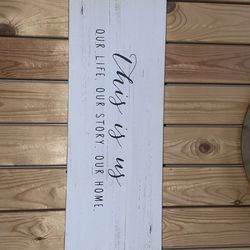 This is us
OUR LIFE. OUR STORY. OUR HOME.